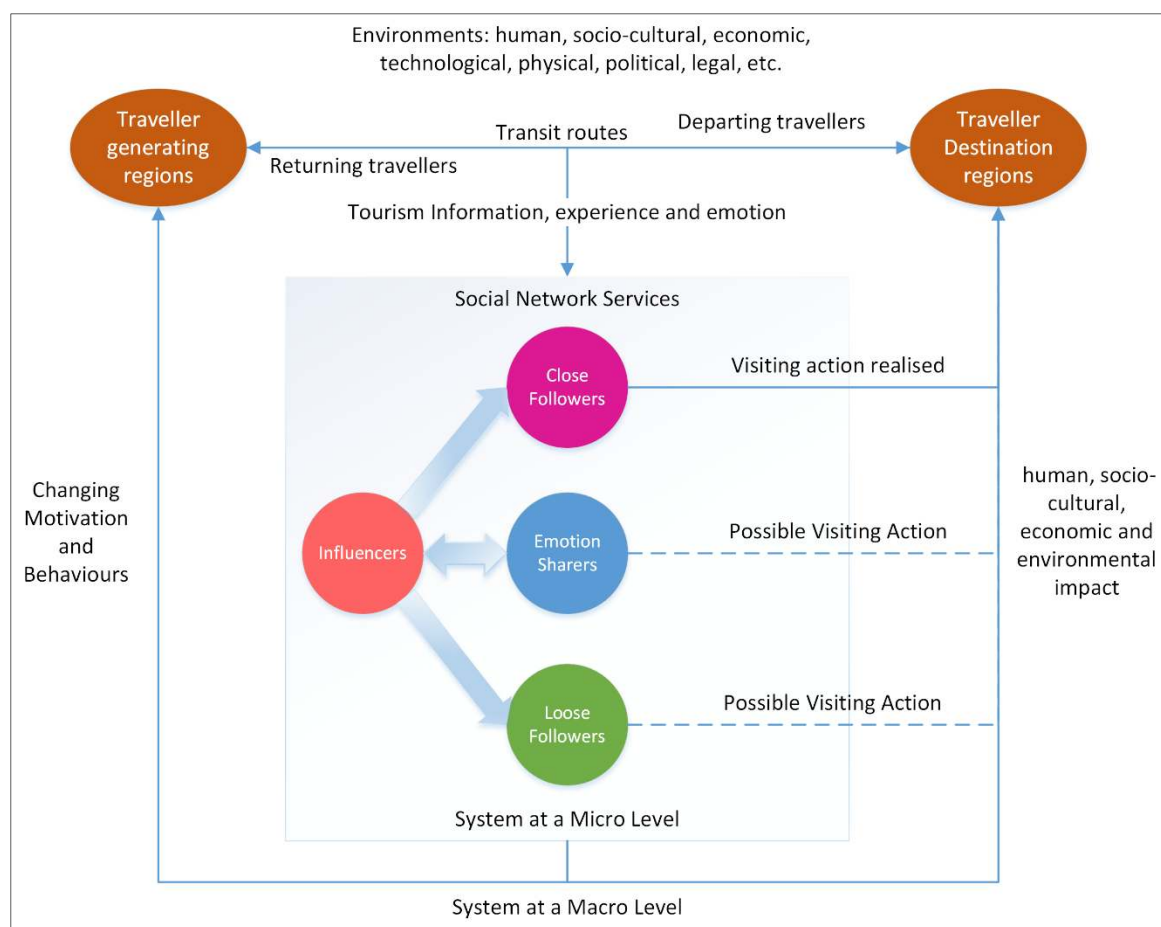 Environments: human, socio-cultural, economic,
technological, physical, political, legal, etc.
Traveller
generating
regions
Transit routes
Departing travellers
Returning travellers
Traveller
Destination
regions
Tourism Information, experience and emotion
Social Network Services
Close
Followers
Visiting action realised
Changing
Motivation
and
Behaviours
Influencers
Emotion
Sharers
Possible Visiting Action
human, socio-
cultural,
economic and
environmental
impact
Loose
Followers
Possible Visiting Action
System at a Micro Level
System at a Macro Level